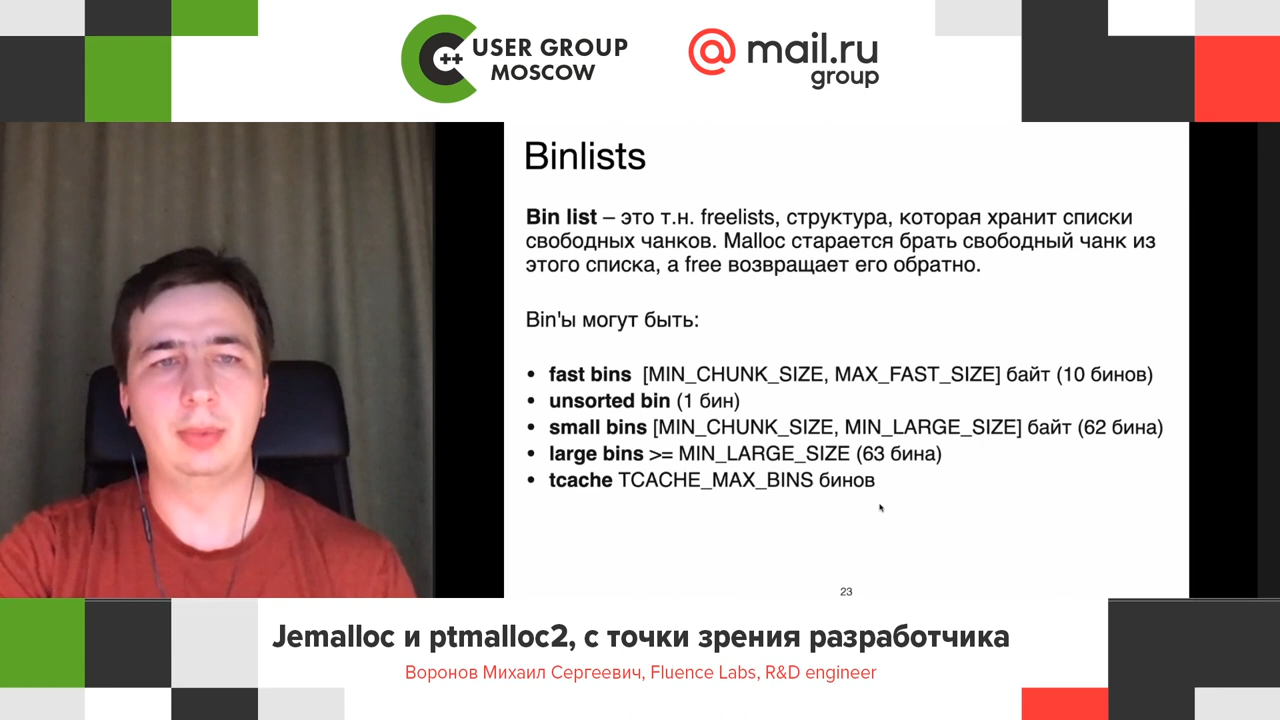 C++ USER GROUP
MOSCOW
@ mail.ru
group
Binlists
Bin list – это т.н. freelists, структура, которая хранит списки
свободных чанков. Malloc старается брать свободный чанк из
этого списка, а free возвращает его обратно.
Bin'ы могут быть:
• fast bins [MIN_CHUNK_SIZE, MAX_FAST_SIZE] байт (10 бинов)
• unsorted bin (1 бин)
• small bins [MIN_CHUNK_SIZE, MIN_LARGE_SIZE] байт (62 бина)
• large bins >= MIN_LARGE_SIZE (63 бина)
• tcache TCACHE_MAX_BINS бинов
23
Jemalloc и ptmalloc2, с точки зрения разработчика
Воронов Михаил Сергеевич, Fluence Labs, R&D engineer